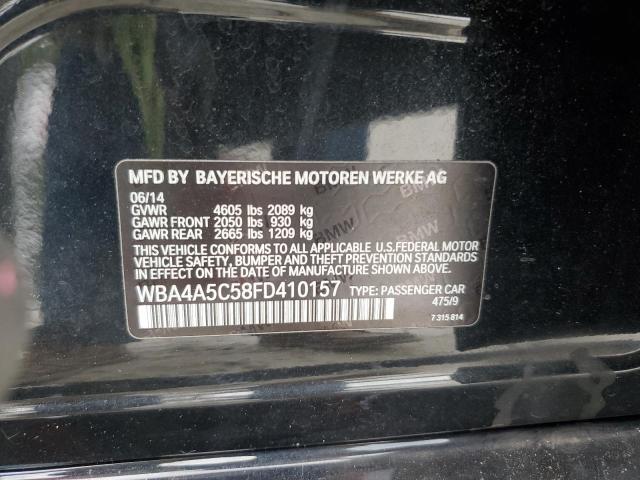 MFD BY BAYERISCHE MOTOREN WERKE AG
06/14
GVWR 4605 lbs 2089 kg
GAWR FRONT 2050 lbs 930 kg
GAWR REAR 2665 lbs 1209 kg
THIS VEHICLE CONFORMS TO ALL APPLICABLE U.S.FEDERAL MOTOR
VEHICLE SAFETY, BUMPER AND THEFT PREVENTION STANDARDS
IN EFFECT ON THE DATE OF MANUFACTURE SHOWN ABOVE.
WBA4A5C58FD410157 TYPE: PASSENGER CAR
475/9
7 315 814